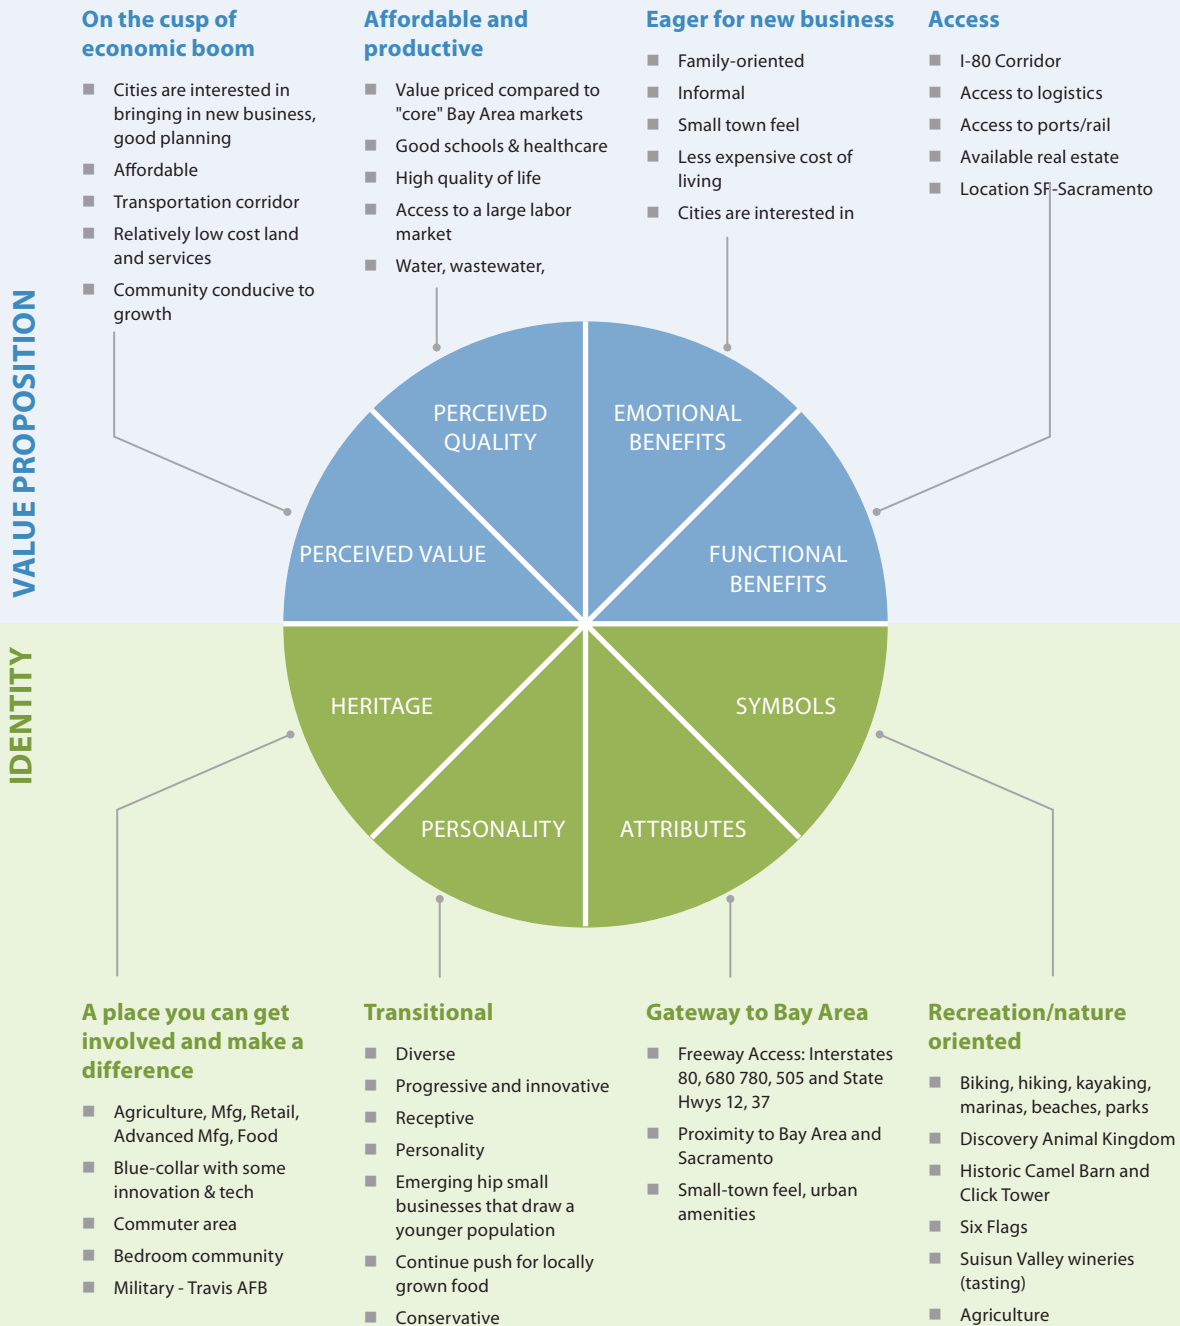 On the cusp of
economic boom
Cities are interested in
bringing in new business,
good planning
Affordable
Transportation corridor
Relatively low cost land
and services
Community conducive to
growth
Affordable and
productive
Value priced compared to
"core" Bay Area markets
Good schools & healthcare
High quality of life
Access to a large labor
market
Water, wastewater,
Eager for new business
Family-oriented
Informal
Small town feel
Less expensive cost of
living
Cities are interested in
Access
I-80 Corridor
Access to logistics
Access to ports/rail
Available real estate
Location SF-Sacramento
VALUE PROPOSITION
PERCEIVED
QUALITY
EMOTIONAL
BENEFITS
PERCEIVED VALUE
FUNCTIONAL
BENEFITS
IDENTITY
HERITAGE
SYMBOLS
PERSONALITY
ATTRIBUTES
A place you can get
involved and make a
difference
Agriculture, Mfg, Retail,
Advanced Mfg, Food
Blue-collar with some
innovation & tech
Commuter area
Bedroom community
Military - Travis AFB
Transitional
Diverse
Progressive and innovative
Receptive
Personality
Emerging hip small
businesses that draw a
younger population
Continue push for locally
grown food
Conservative
Gateway to Bay Area
Freeway Access: Interstates
80, 680 780, 505 and State
Hwys 12, 37
Proximity to Bay Area and
Sacramento
Small-town feel, urban
amenities
Recreation/nature
oriented
Biking, hiking, kayaking,
marinas, beaches, parks
Discovery Animal Kingdom
Historic Camel Barn and
Click Tower
Six Flags
Suisun Valley wineries
(tasting)
Agriculture